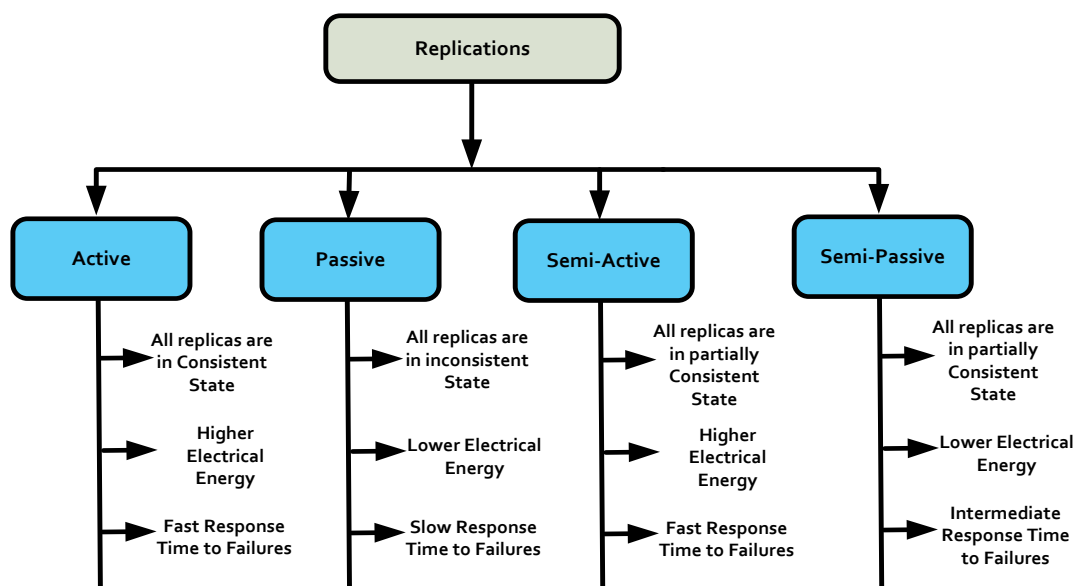 Replications
Active
Passive
Semi-Active
Semi-Passive
All replicas are
in Consistent
State
Higher
Electrical
Energy
Fast Response
Time to Failures
All replicas are
in inconsistent
State
Lower Electrical
Energy
Slow Response
Time to Failures
All replicas are
in partially
Consistent
State
Higher
Electrical
Energy
Fast Response
Time to Failures
All replicas are
in partially
Consistent
State
Lower Electrical
Energy
Intermediate
Response Time
to Failures